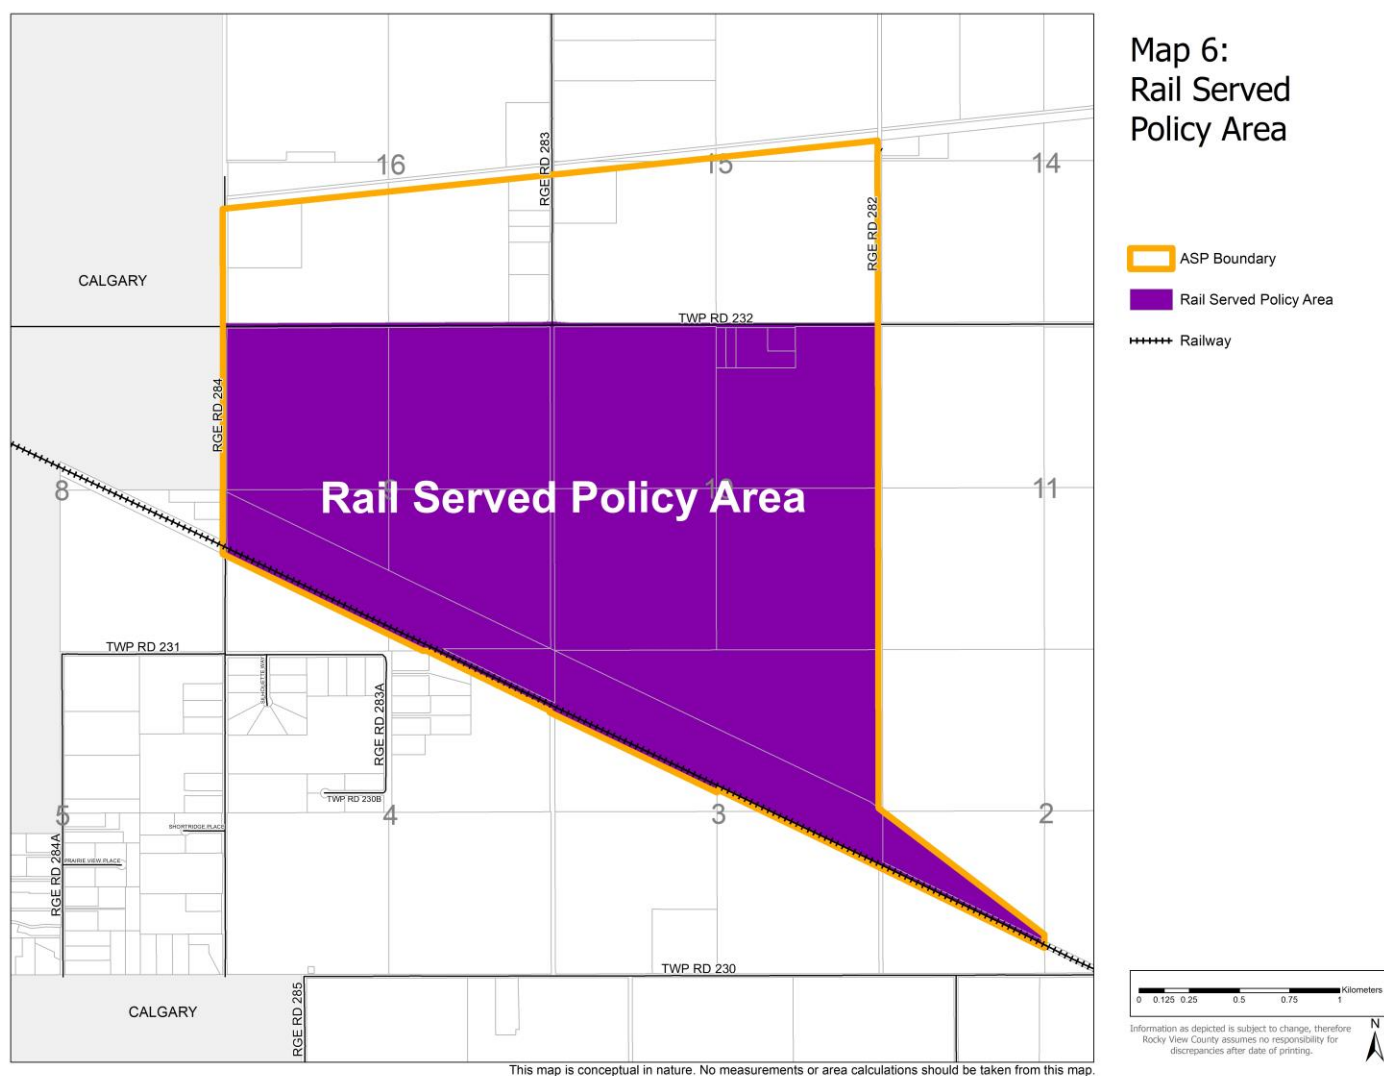 Map 6:
Rail Served
Policy Area
ASP Boundary
Rail Served Policy Area
Railway
16
15
14
RGE RD 283
RGE RD 282
CALGARY
TWP RD 232
RGE RD 284
8
9
10
11
Rail Served Policy Area
TWP RD 231
SILHOUETTE WAY
RGE RD 283A
TWP RD 230B
5
4
3
2
SHORTRIDGE PLACE
PRAIRIE VIEW PLACE
RGE RD 284A
TWP RD 230
CALGARY
RGE RD 285
Kilometers
0 0.125 0.25 0.5 0.75 1
Information as depicted is subject to change, therefore
Rocky View County assumes no responsibility for
discrepancies after date of printing.
N
This map is conceptual in nature. No measurements or area calculations should be taken from this map.